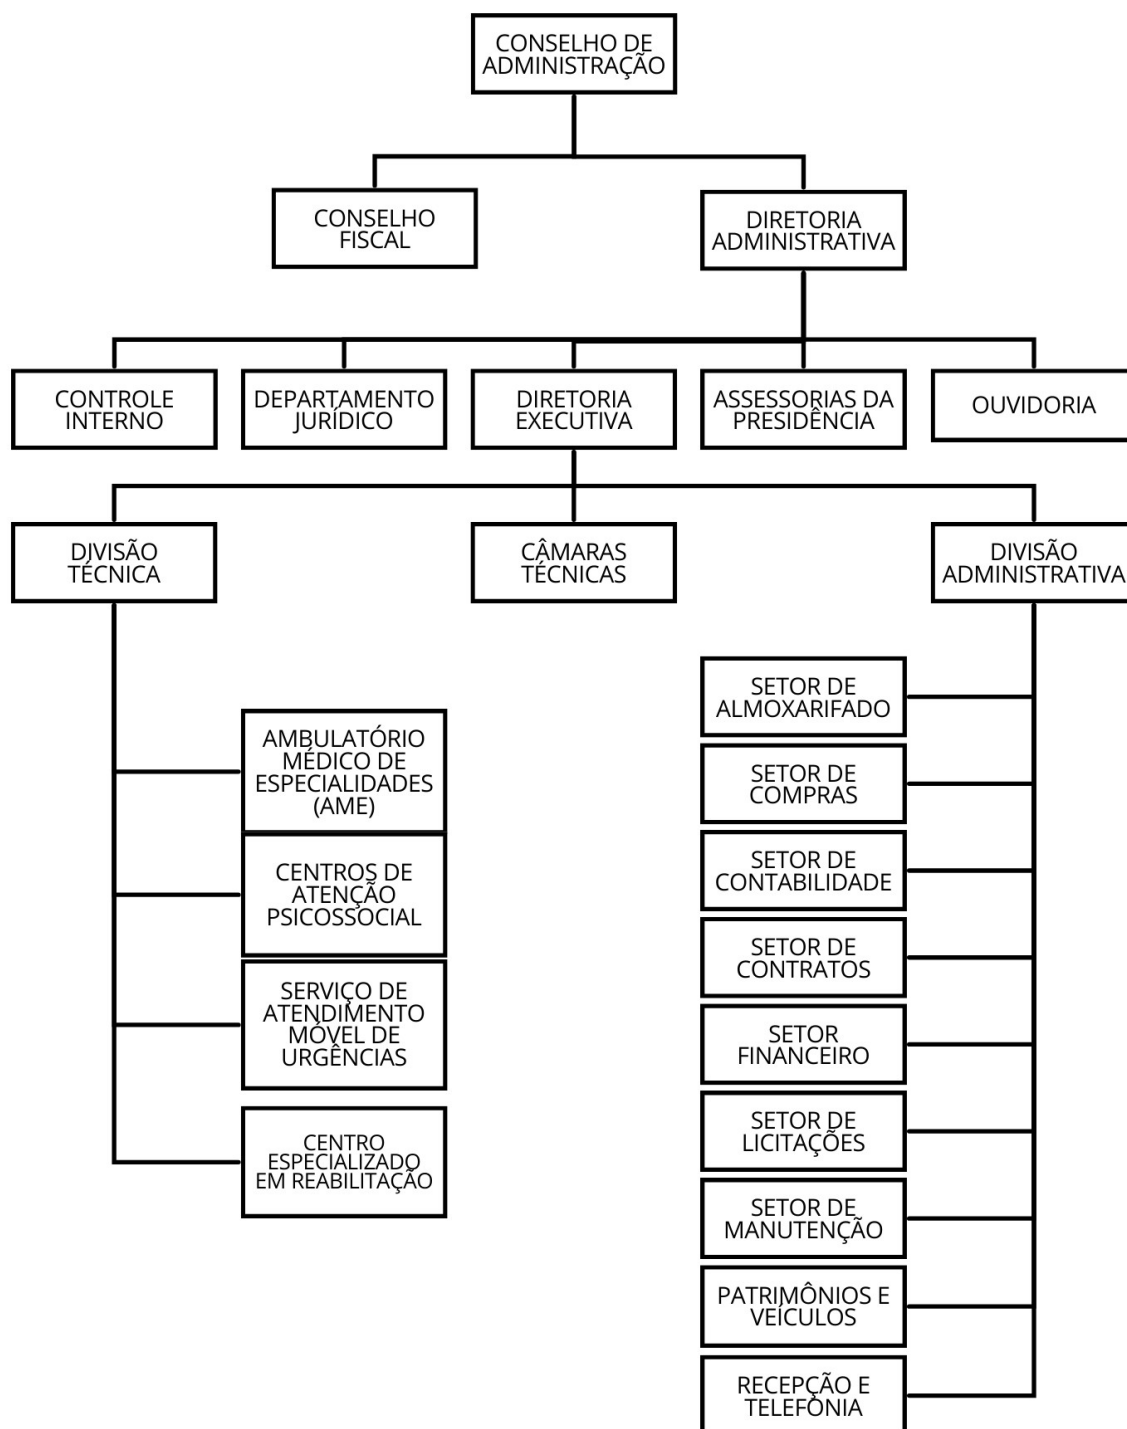 CONSELHO DE
ADMINISTRAÇÃO
CONSELHO
FISCAL
DIRETORIA
ADMINISTRATIVA
CONTROLE
INTERNO
DEPARTAMENTO
JURÍDICO
DIRETORIA
EXECUTIVA
ASSESSORIAS DA
PRESIDÊNCIA
OUVIDORIA
DIVISÃO
TÉCNICA
CÂMARAS
TÉCNICAS
DIVISÃO
ADMINISTRATIVA
AMBULATÓRIO
MÉDICO DE
ESPECIALIDADES
(AME)
CENTROS DE
ATENÇÃO
PSICOSSOCIAL
SERVIÇO DE
ATENDIMENTO
MÓVEL DE
URGÊNCIAS
CENTRO
ESPECIALIZADO
EM REABILITAÇÃO
SETOR DE
ALMOXARIFADO
SETOR DE
COMPRAS
SETOR DE
CONTABILIDADE
SETOR DE
CONTRATOS
SETOR
FINANCEIRO
SETOR DE
LICITAÇÕES
SETOR DE
MANUTENÇÃO
PATRIMÔNIOS E
VEÍCULOS
RECEPÇÃO E
TELEFONIA